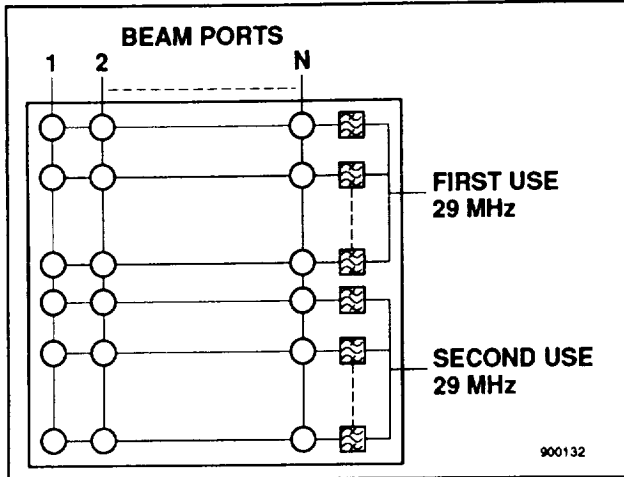 BEAM PORTS
1 2 N
FIRST USE
29 MHz
SECOND USE
29 MHz
900132